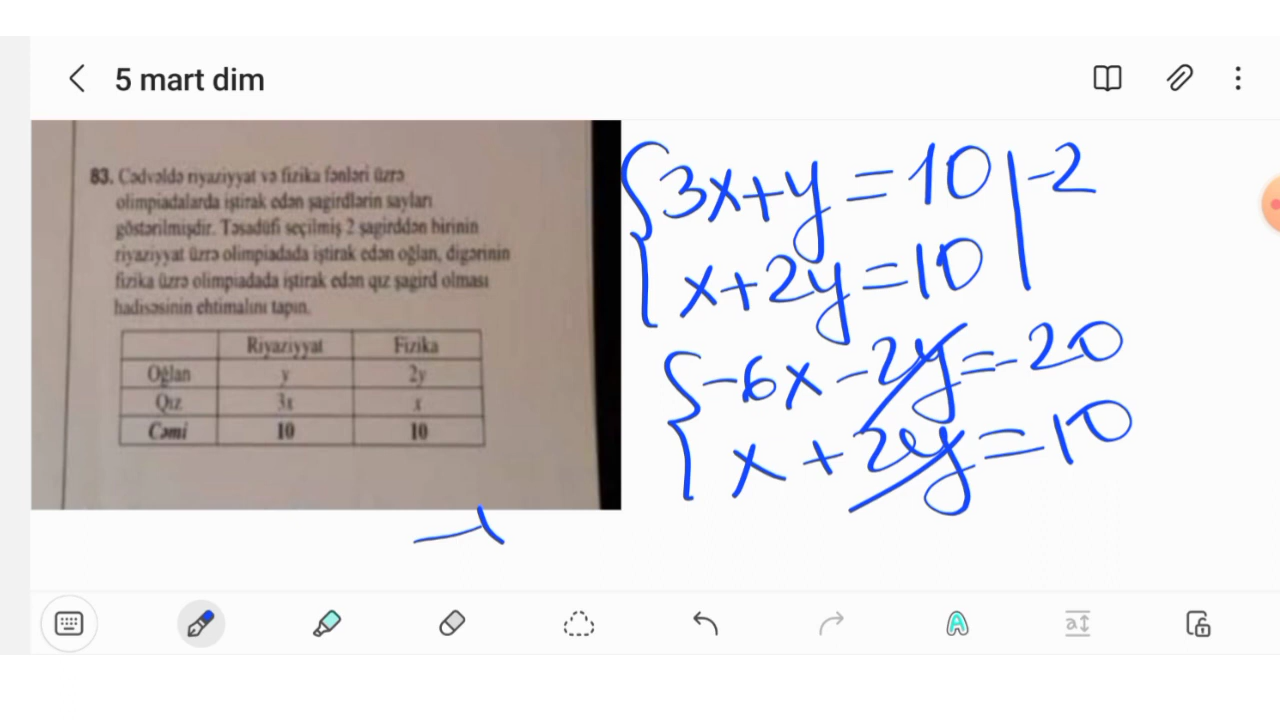 5 mart dim
83. Cədvəldə riyaziyyat və fizika fənləri üzrə
olimpiadalarda iştirak edən şagirdlərin sayları
göstərilmişdir. Təsadüfi seçilmiş 2 şagirddən birinin
riyaziyyat üzrə olimpiadada iştirak edən oğlan, digərinin
fizika üzrə olimpiadada iştirak edən qız şagird olması
hadisəsinin ehtimalını tapın.
Riyaziyyat Fizika
Oğlan y 2y
Qız 3x x
Cəmi 10 10
3x+y=10 |-2
x+2y=10
-6x-2y=-20
x+2y=10